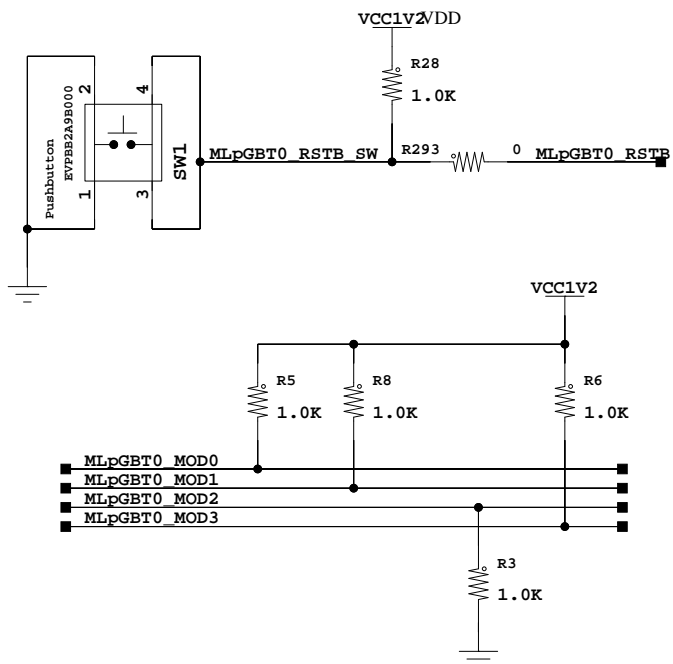 VCC1V2VDD
R28
1.0K
Pushbutton
EVPBB2A9B000
2
4
1
3
SW1
MLpGBT0_RSTB_SW
R293
0
MLpGBT0_RSTB
VCC1V2
R5
1.0K
R8
1.0K
R6
1.0K
MLpGBT0_MOD0
MLpGBT0_MOD1
MLpGBT0_MOD2
MLpGBT0_MOD3
R3
1.0K